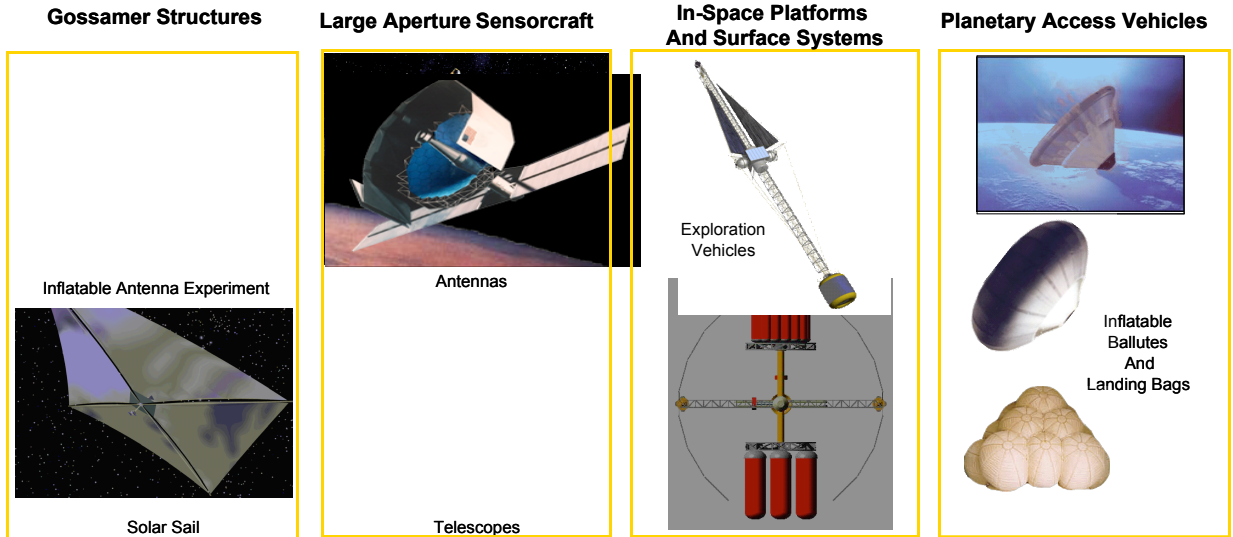 Gossamer Structures
Large Aperture Sensorcraft
In-Space Platforms
And Surface Systems
Planetary Access Vehicles
Inflatable Antenna Experiment
Solar Sail
Antennas
Telescopes
Exploration
Vehicles
Inflatable
Ballutes
And
Landing Bags